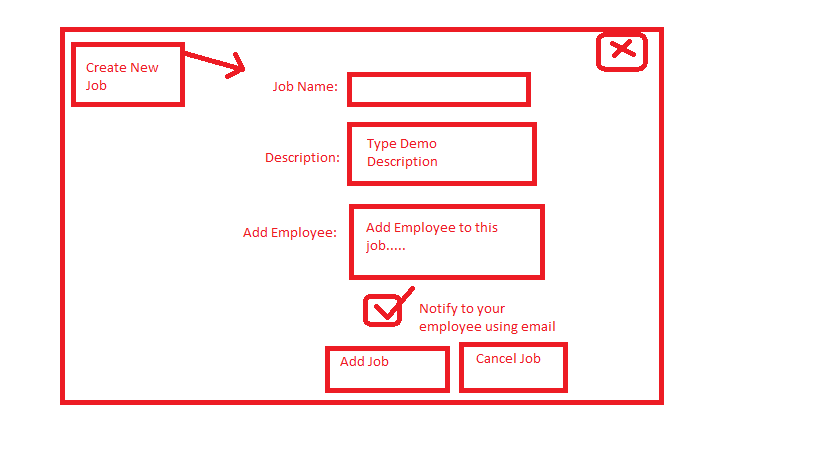 Create New
Job
Job Name:
Description:
Type Demo
Description
Add Employee:
Add Employee to this
job.....
Notify to your
employee using email
Add Job
Cancel Job